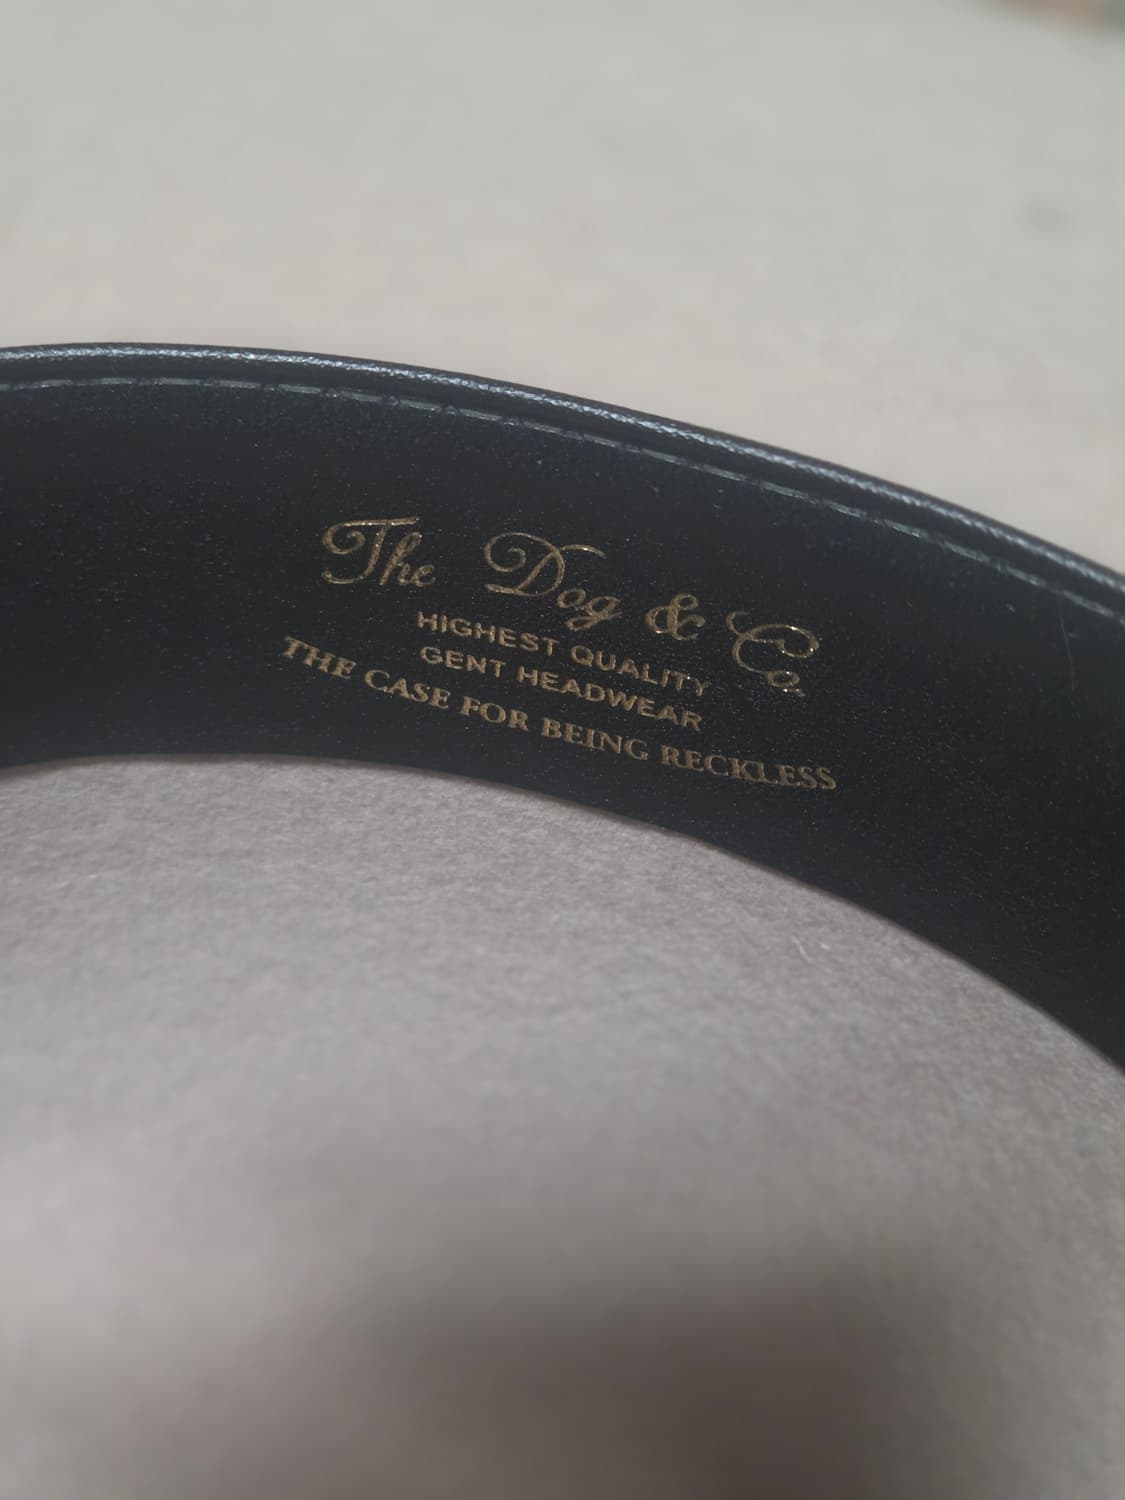 The Dog & Co.
HIGHEST QUALITY
GENT HEADWEAR
THE CASE FOR BEING RECKLESS